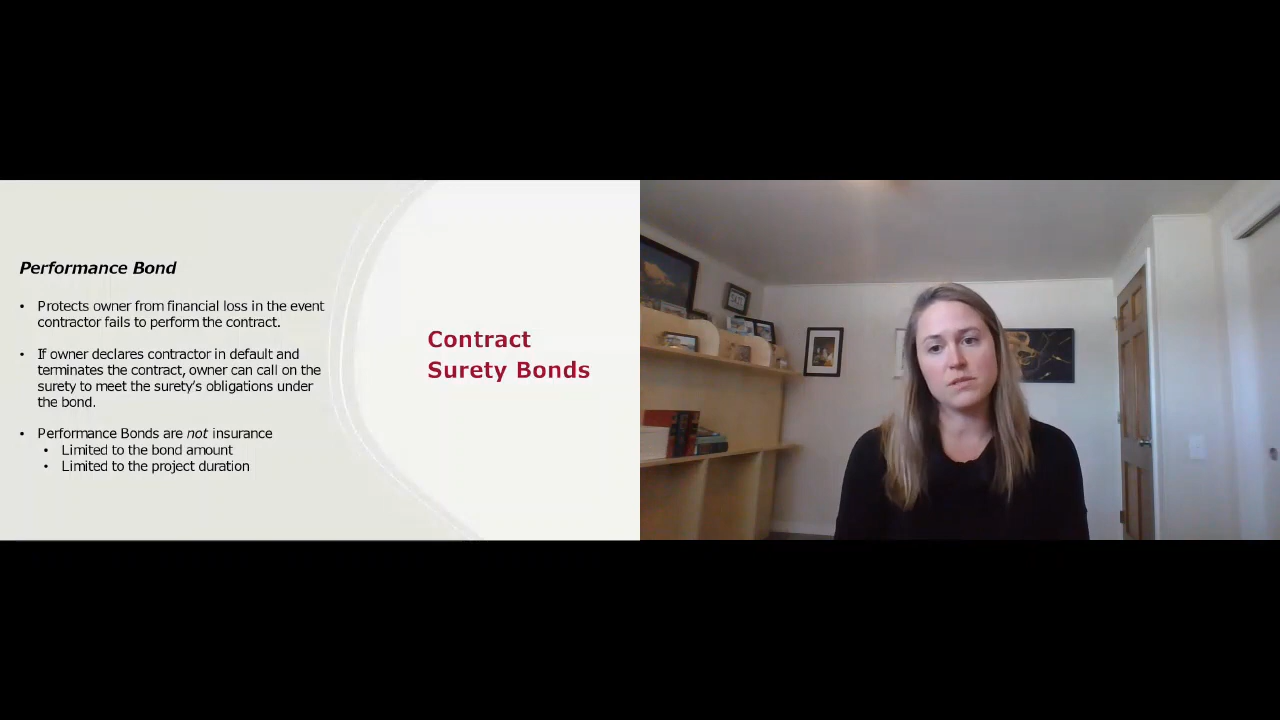 Performance Bond
• Protects owner from financial loss in the event
contractor fails to perform the contract.
• If owner declares contractor in default and
terminates the contract, owner can call on the
surety to meet the surety's obligations under
the bond.
• Performance Bonds are not insurance
• Limited to the bond amount
• Limited to the project duration
Contract
Surety Bonds